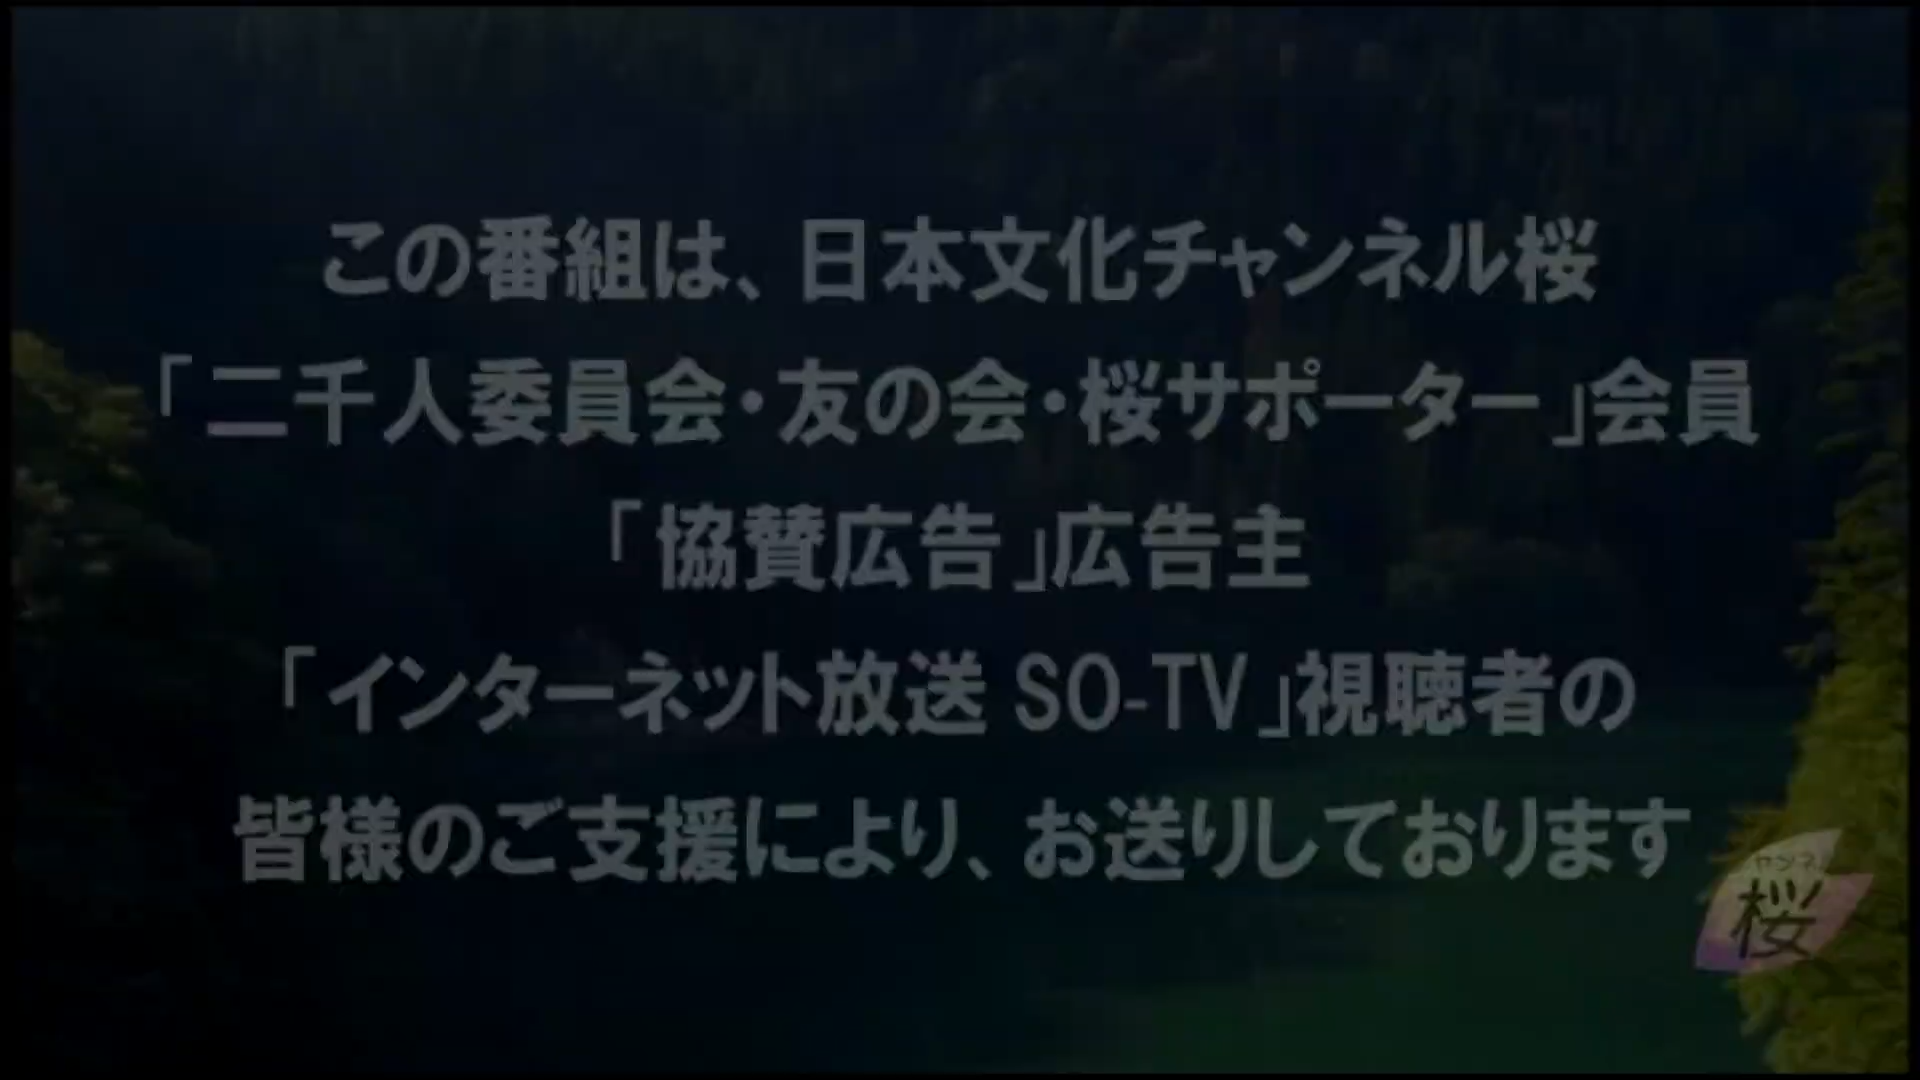 この番組は、日本文化チャンネル桜
「二千人委員会・友の会・桜サポーター」会員
「協賛広告」広告主
「インターネット放送 SO-TV」視聴者の
皆様のご支援により、お送りしております
桜